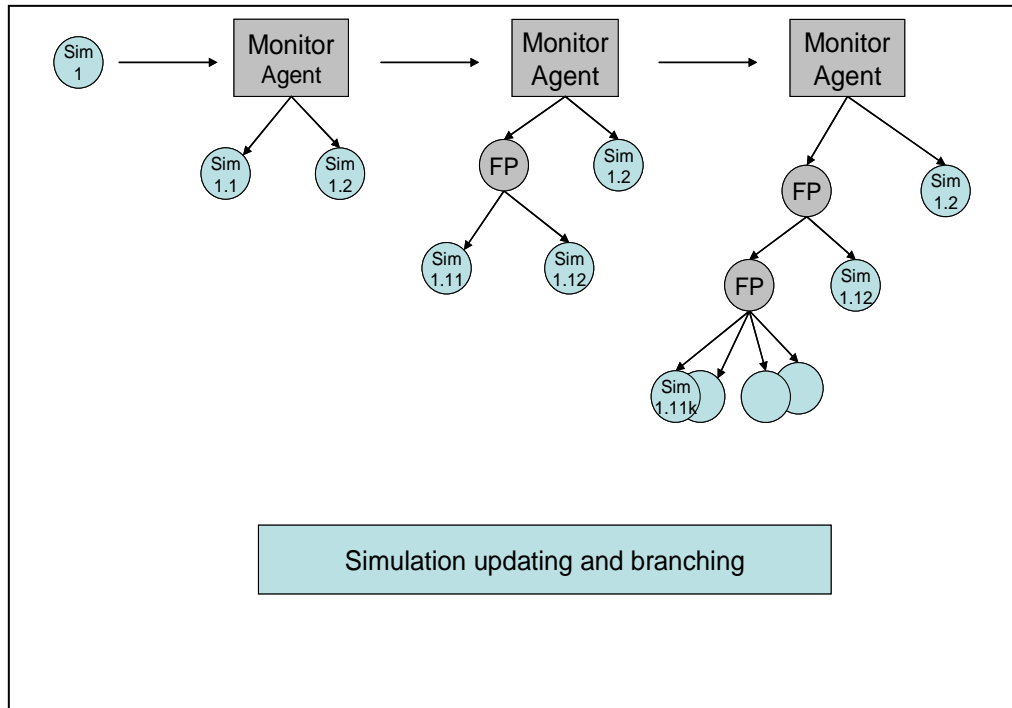 Sim
1
Monitor
Agent
Monitor
Agent
Monitor
Agent
Sim
1.1
Sim
1.2
FP
Sim
1.2
FP
Sim
1.2
Sim
1.11
Sim
1.12
FP
Sim
1.12
Sim
1.11k
Simulation updating and branching